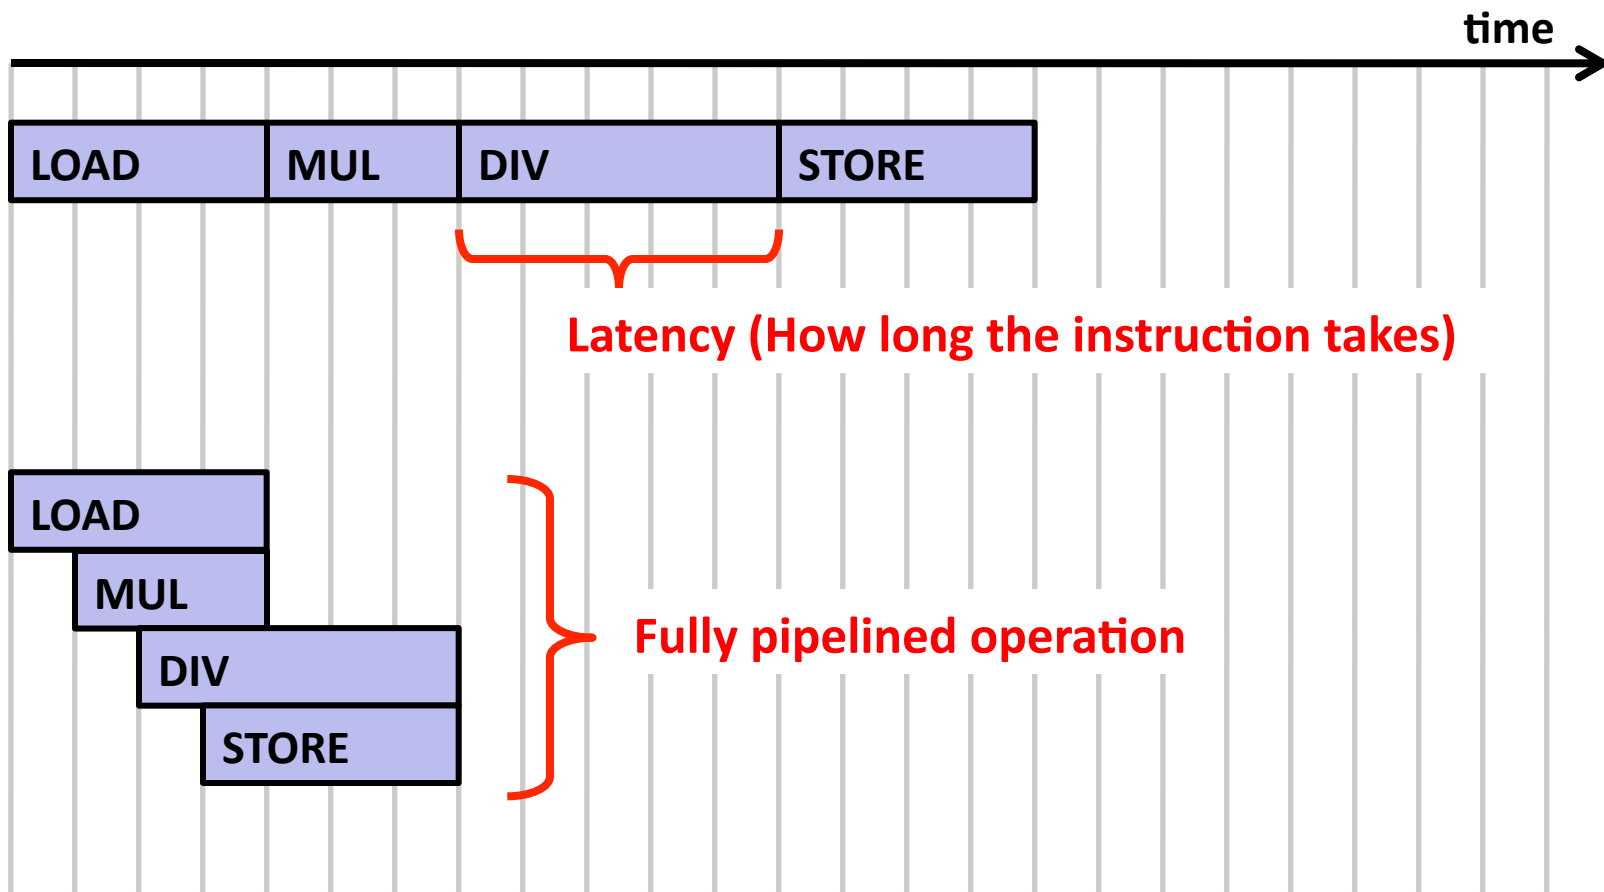 time
LOAD MUL DIV STORE
Latency (How long the instruction takes)
LOAD
MUL
Fully pipelined operation
DIV
STORE